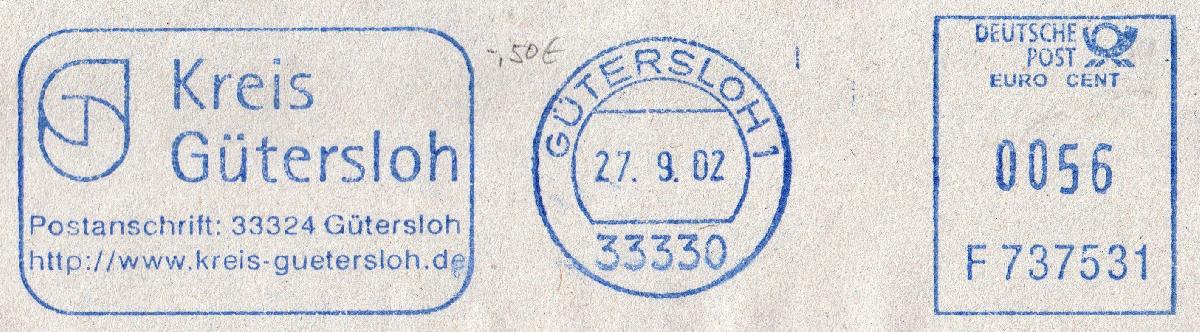 Kreis
Gütersloh
Postanschrift: 33324 Gütersloh
http://www.kreis-guetersloh.de
-,50€
GÜTERSLOH 1
27. 9. 02
33330
DEUTSCHE
POST
EURO CENT
0056
F 737531